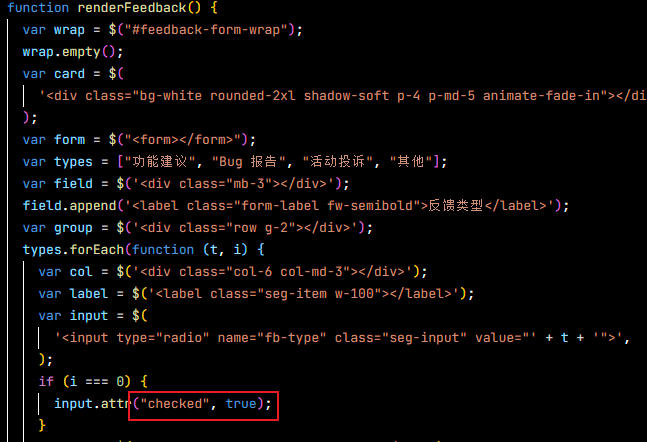 function renderFeedback() {
var wrap = $("#feedback-form-wrap");
wrap.empty();
var card = $(
'<div class="bg-white rounded-2xl shadow-soft p-4 p-md-5 animate-fade-in"></di
);
var form = $("<form></form>");
var types = ["功能建议", "Bug 报告", "活动投诉", "其他"];
var field = $('<div class="mb-3"></div>');
field.append('<label class="form-label fw-semibold">反馈类型</label>');
var group = $('<div class="row g-2"></div>');
types.forEach(function (t, i) {
var col = $('<div class="col-6 col-md-3"></div>');
var label = $('<label class="seg-item w-100"></label>');
var input = $(
'<input type="radio" name="fb-type" class="seg-input" value="' + t + '">',
);
if (i === 0) {
input.attr("checked", true);
}